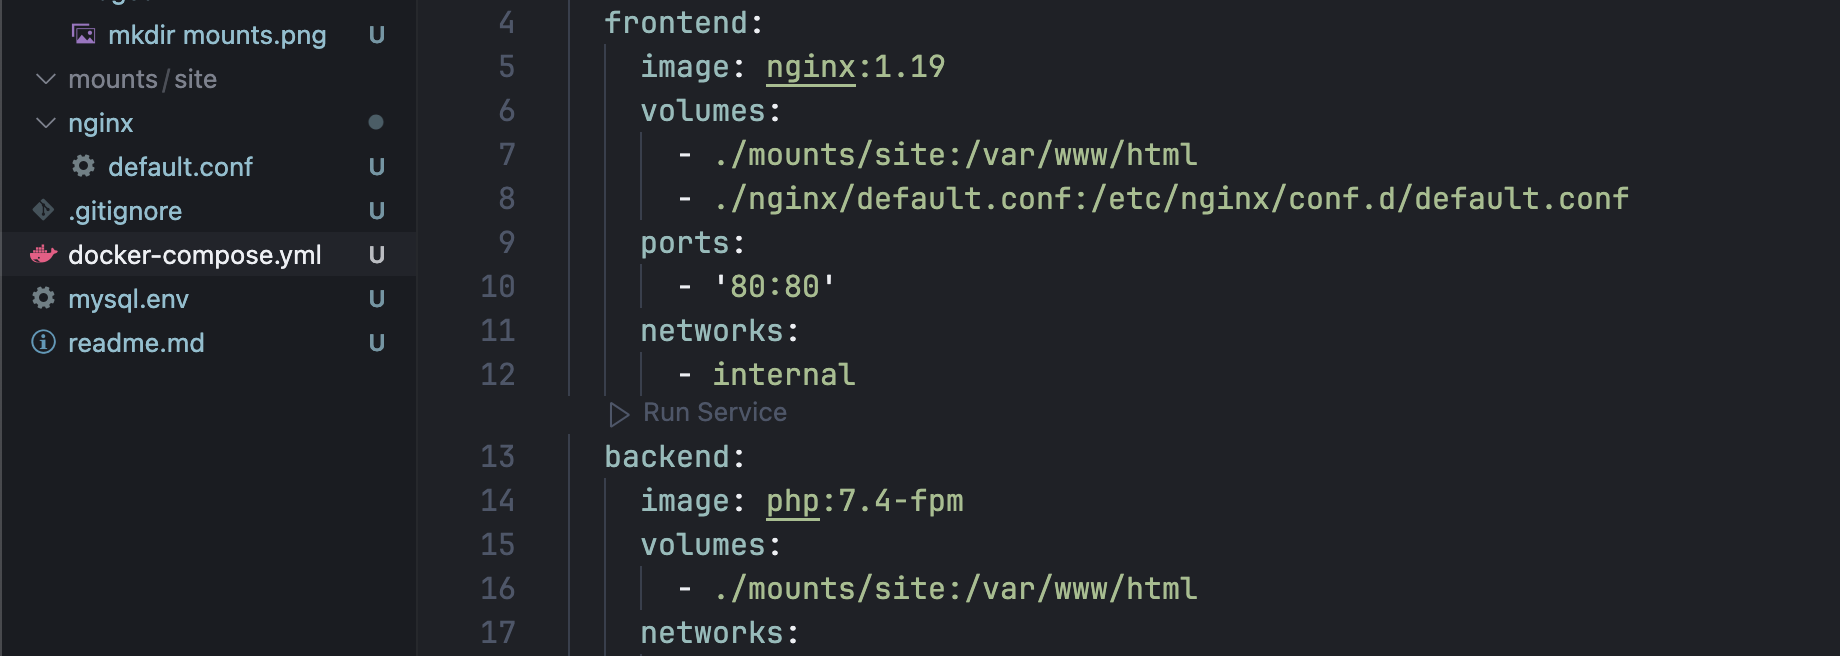 mkdir mounts.png U
mounts/site
nginx
default.conf U
.gitignore U
docker-compose.yml U
mysql.env U
readme.md U
4 frontend:
5 image: nginx:1.19
6 volumes:
7 - ./mounts/site:/var/www/html
8 - ./nginx/default.conf:/etc/nginx/conf.d/default.conf
9 ports:
10 - '80:80'
11 networks:
12 - internal
Run Service
13 backend:
14 image: php:7.4-fpm
15 volumes:
16 - ./mounts/site:/var/www/html
17 networks: